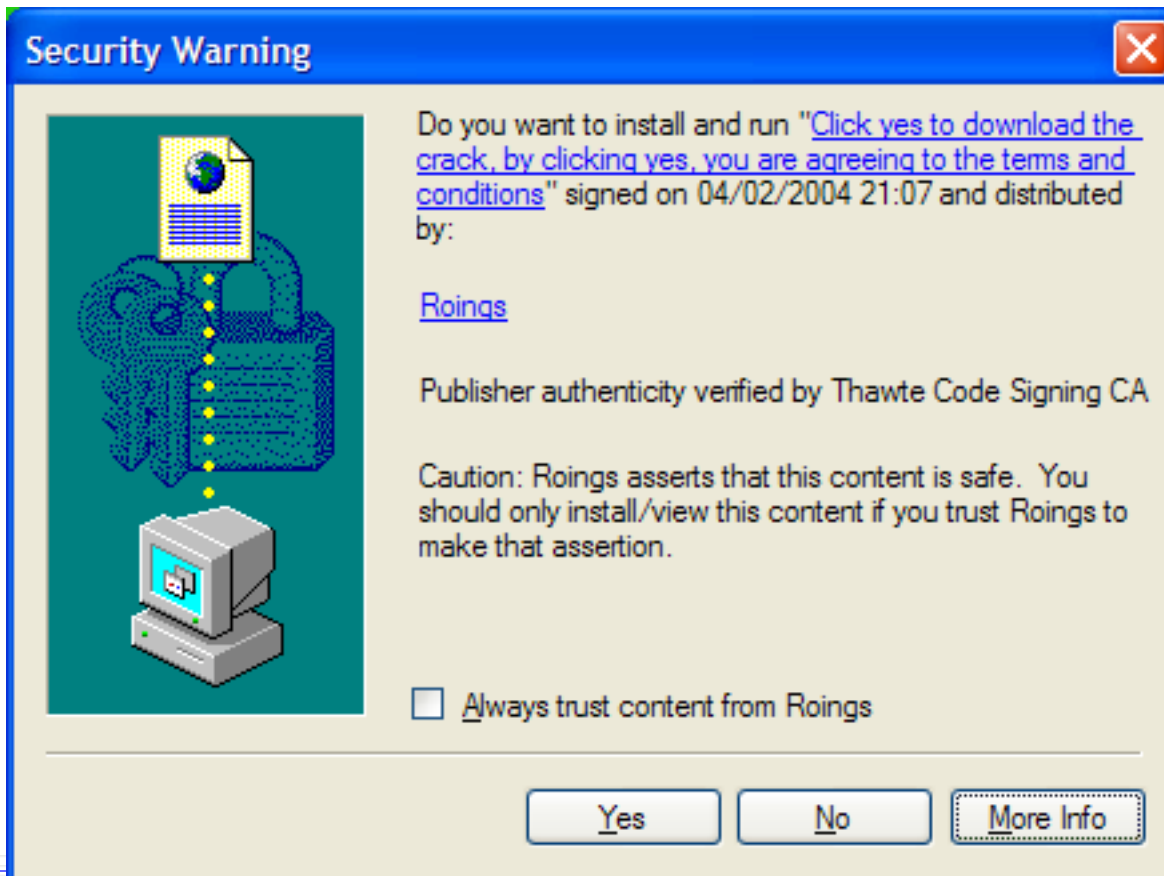 Security Warning
Do you want to install and run "Click yes to download the
crack, by clicking yes, you are agreeing to the terms and
conditions" signed on 04/02/2004 21:07 and distributed
by:
Roings
Publisher authenticity verified by Thawte Code Signing CA
Caution: Roings asserts that this content is safe.  You
should only install/view this content if you trust Roings to
make that assertion.
Always trust content from Roings
Yes
No
More Info